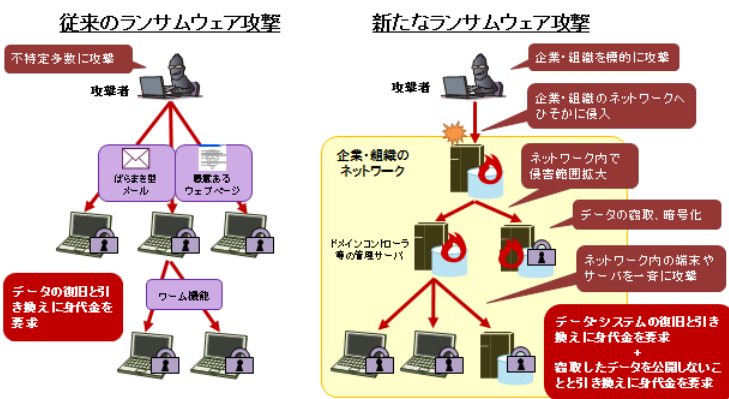 従来のランサムウェア攻撃
不特定多数に攻撃
攻撃者
ばらまき型
メール
悪意ある
ウェブページ
ワーム機能
データの復旧と引
き換えに身代金を
要求
新たなランサムウェア攻撃
企業・組織を標的に攻撃
攻撃者
企業・組織のネットワークへ
ひそかに侵入
企業・組織の
ネットワーク
ネットワーク内で
侵害範囲拡大
データの窃取、暗号化
ドメインコントローラ
等の管理サーバ
ネットワーク内の端末や
サーバを一斉に攻撃
データ・システムの復旧と引き
換えに身代金を要求
+
窃取したデータを公開しないこ
とと引き換えに身代金を要求